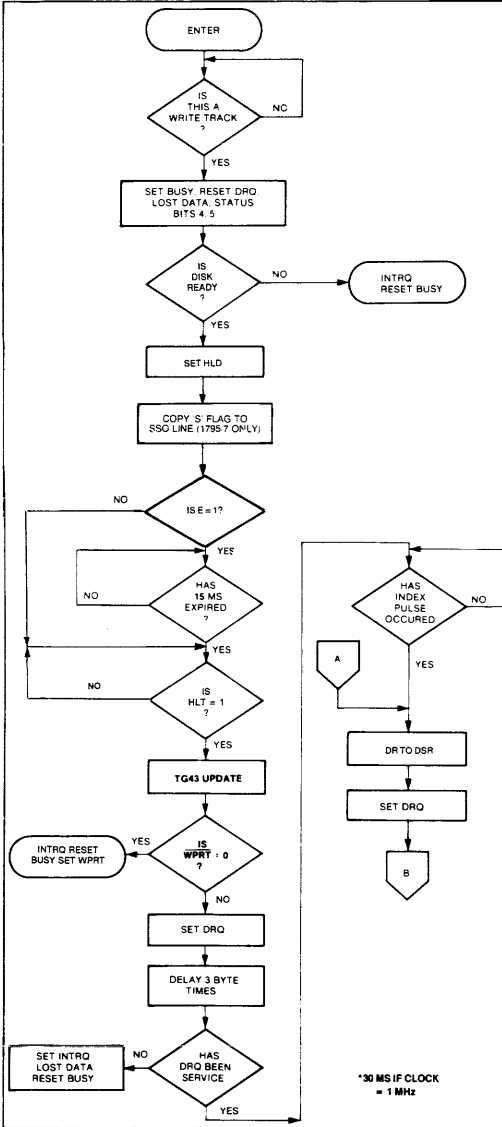 ENTER
IS
THIS A
WRITE TRACK
?
NC
YES
SET BUSY, RESET DRQ,
LOST DATA, STATUS
BITS 4, 5
IS
DISK
READY
?
NO
INTRQ
RESET BUSY
YES
SET HLD
COPY 'S' FLAG TO
SSO LINE (1795-7 ONLY)
NO
IS E = 1?
YES
HAS
15 MS
EXPIRED
?
NO
YES
NO
IS
HLT = 1
?
YES
TG43 UPDATE
INTRQ RESET
BUSY SET WPRT
YES
IS
WPRT = 0
?
NO
SET DRQ
DELAY 3 BYTE
TIMES
SET INTRQ
LOST DATA
RESET BUSY
NO
HAS
DRQ BEEN
SERVICE
YES
HAS
INDEX
PULSE
OCCURED
NO
A
YES
DR TO DSR
SET DRQ
B
*30 MS IF CLOCK
= 1 MHz